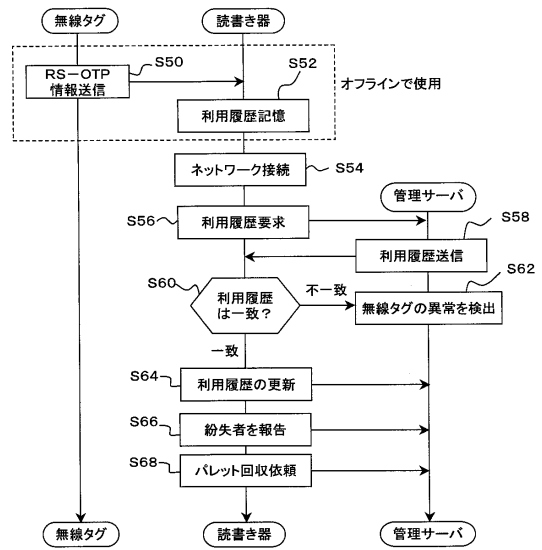 無線タグ
読書き器
S50
RS-OTP
情報送信
S52
利用履歴記憶
オフラインで使用
ネットワーク接続
S54
管理サーバ
S56
利用履歴要求
S58
利用履歴送信
S60
利用履歴
は一致？
不一致
S62
無線タグの異常を検出
一致
S64
利用履歴の更新
S66
紛失者を報告
S68
パレット回収依頼
無線タグ
読書き器
管理サーバ